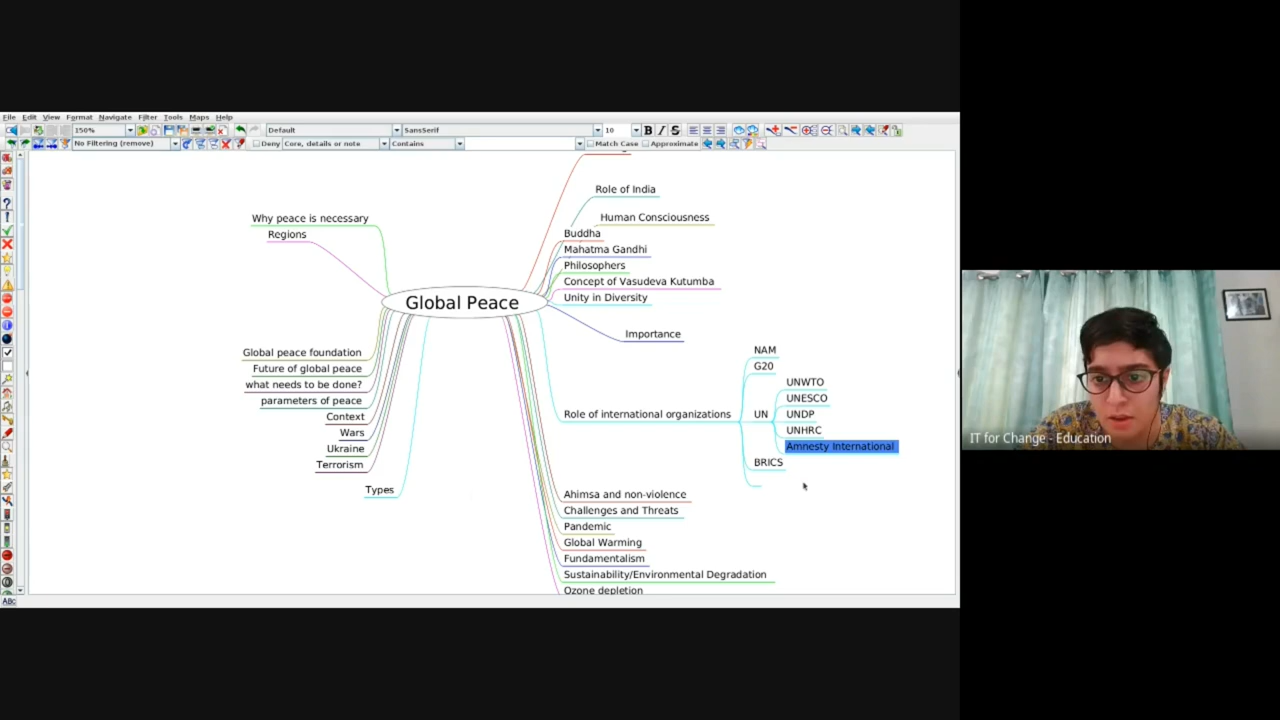 File Edit View Format Navigate Filter Tools Maps Help
150% Default SansSerif 10 B I S
No Filtering (remove) Deny Core, details or note Contains Match Case Approximate
Role of India
Why peace is necessary
Human Consciousness
Regions
Buddha
Mahatma Gandhi
Philosophers
Concept of Vasudeva Kutumba
Unity in Diversity
Global Peace
Importance
Global peace foundation
Future of global peace
what needs to be done?
parameters of peace
Context
Wars
Ukraine
Terrorism
Types
Role of international organizations
NAM
G20
UN
UNWTO
UNESCO
UNDP
UNHRC
Amnesty International
BRICS
Ahimsa and non-violence
Challenges and Threats
Pandemic
Global Warming
Fundamentalism
Sustainability/Environmental Degradation
Ozone depletion
ABC
IT for Change - Education